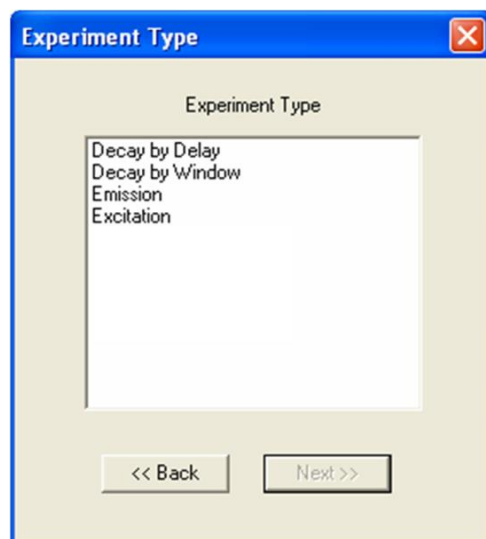 Experiment Type
Experiment Type
Decay by Delay
Decay by Window
Emission
Excitation
<< Back
Next >>